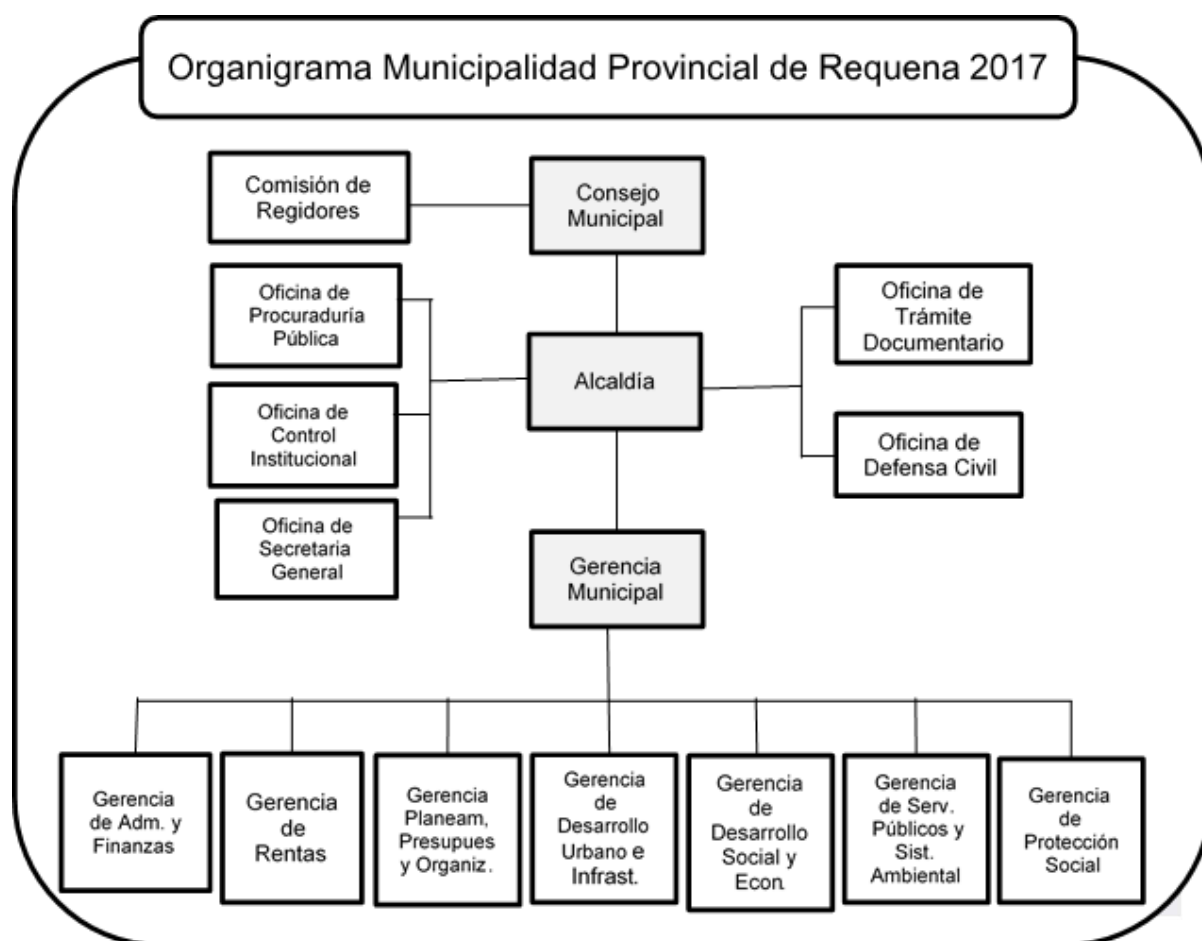 Organigrama Municipalidad Provincial de Requena 2017
Comisión de
Regidores
Consejo
Municipal
Oficina de
Procuraduría
Pública
Oficina de
Trámite
Documentario
Alcaldía
Oficina de
Control
Institucional
Oficina de
Defensa Civil
Oficina de
Secretaria
General
Gerencia
Municipal
Gerencia
de Adm. y
Finanzas
Gerencia
de
Rentas
Gerencia
Planeam,
Presupues
y Organiz.
Gerencia
de
Desarrollo
Urbano e
Infrast.
Gerencia
de
Desarrollo
Social y
Econ.
Gerencia
de Serv.
Públicos y
Sist.
Ambiental
Gerencia
de
Protección
Social